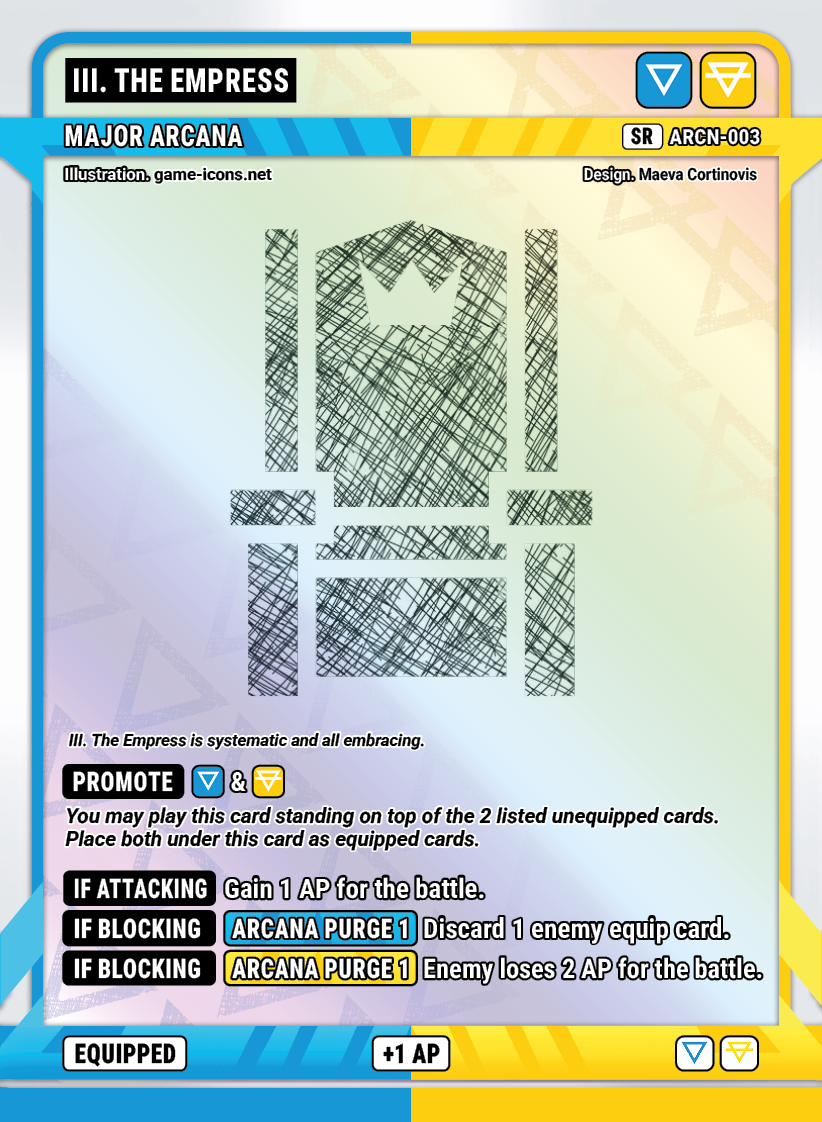 III. THE EMPRESS
MAJOR ARCANA
SR ARCN-003
Illustration. game-icons.net
Design. Maeva Cortinovis
III. The Empress is systematic and all embracing.
PROMOTE &
You may play this card standing on top of the 2 listed unequipped cards.
Place both under this card as equipped cards.
IF ATTACKING Gain 1 AP for the battle.
IF BLOCKING ARCANA PURGE 1 Discard 1 enemy equip card.
IF BLOCKING ARCANA PURGE 1 Enemy loses 2 AP for the battle.
EQUIPPED
+1 AP